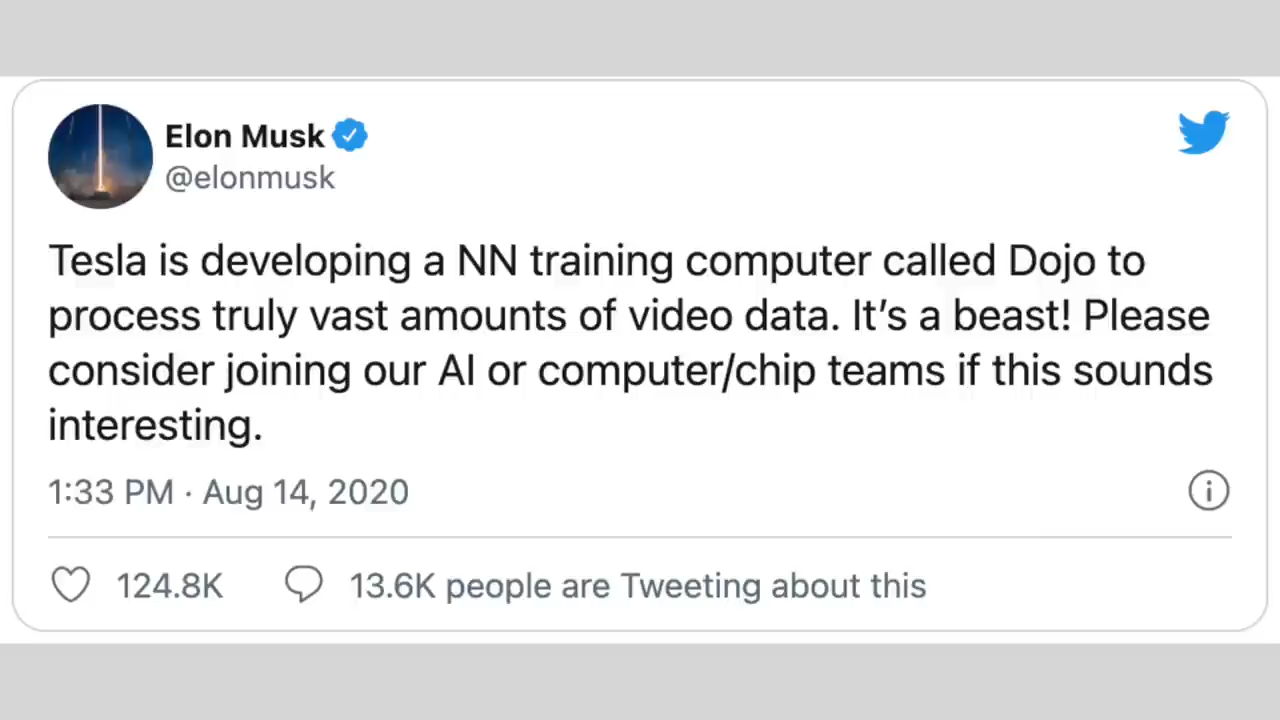 Elon Musk
@elonmusk
Tesla is developing a NN training computer called Dojo to
process truly vast amounts of video data. It’s a beast! Please
consider joining our AI or computer/chip teams if this sounds
interesting.
1:33 PM · Aug 14, 2020
124.8K 13.6K people are Tweeting about this